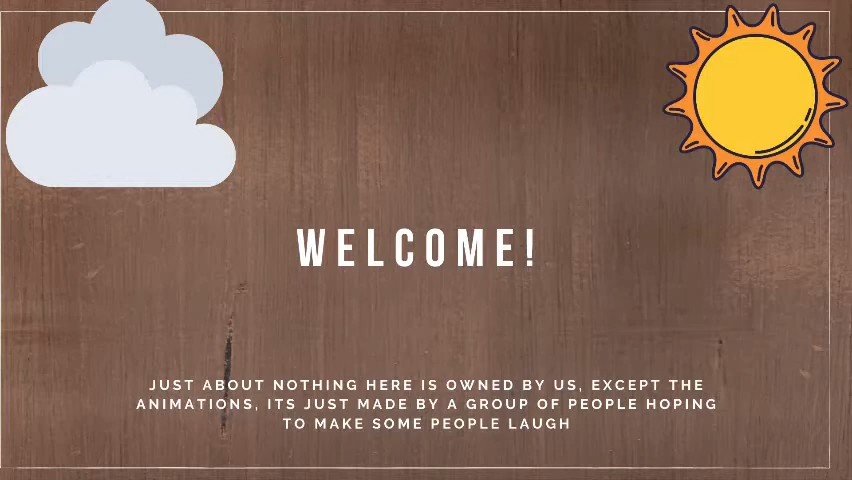 WELCOME!
JUST ABOUT NOTHING HERE IS OWNED BY US, EXCEPT THE
ANIMATIONS, ITS JUST MADE BY A GROUP OF PEOPLE HOPING
TO MAKE SOME PEOPLE LAUGH